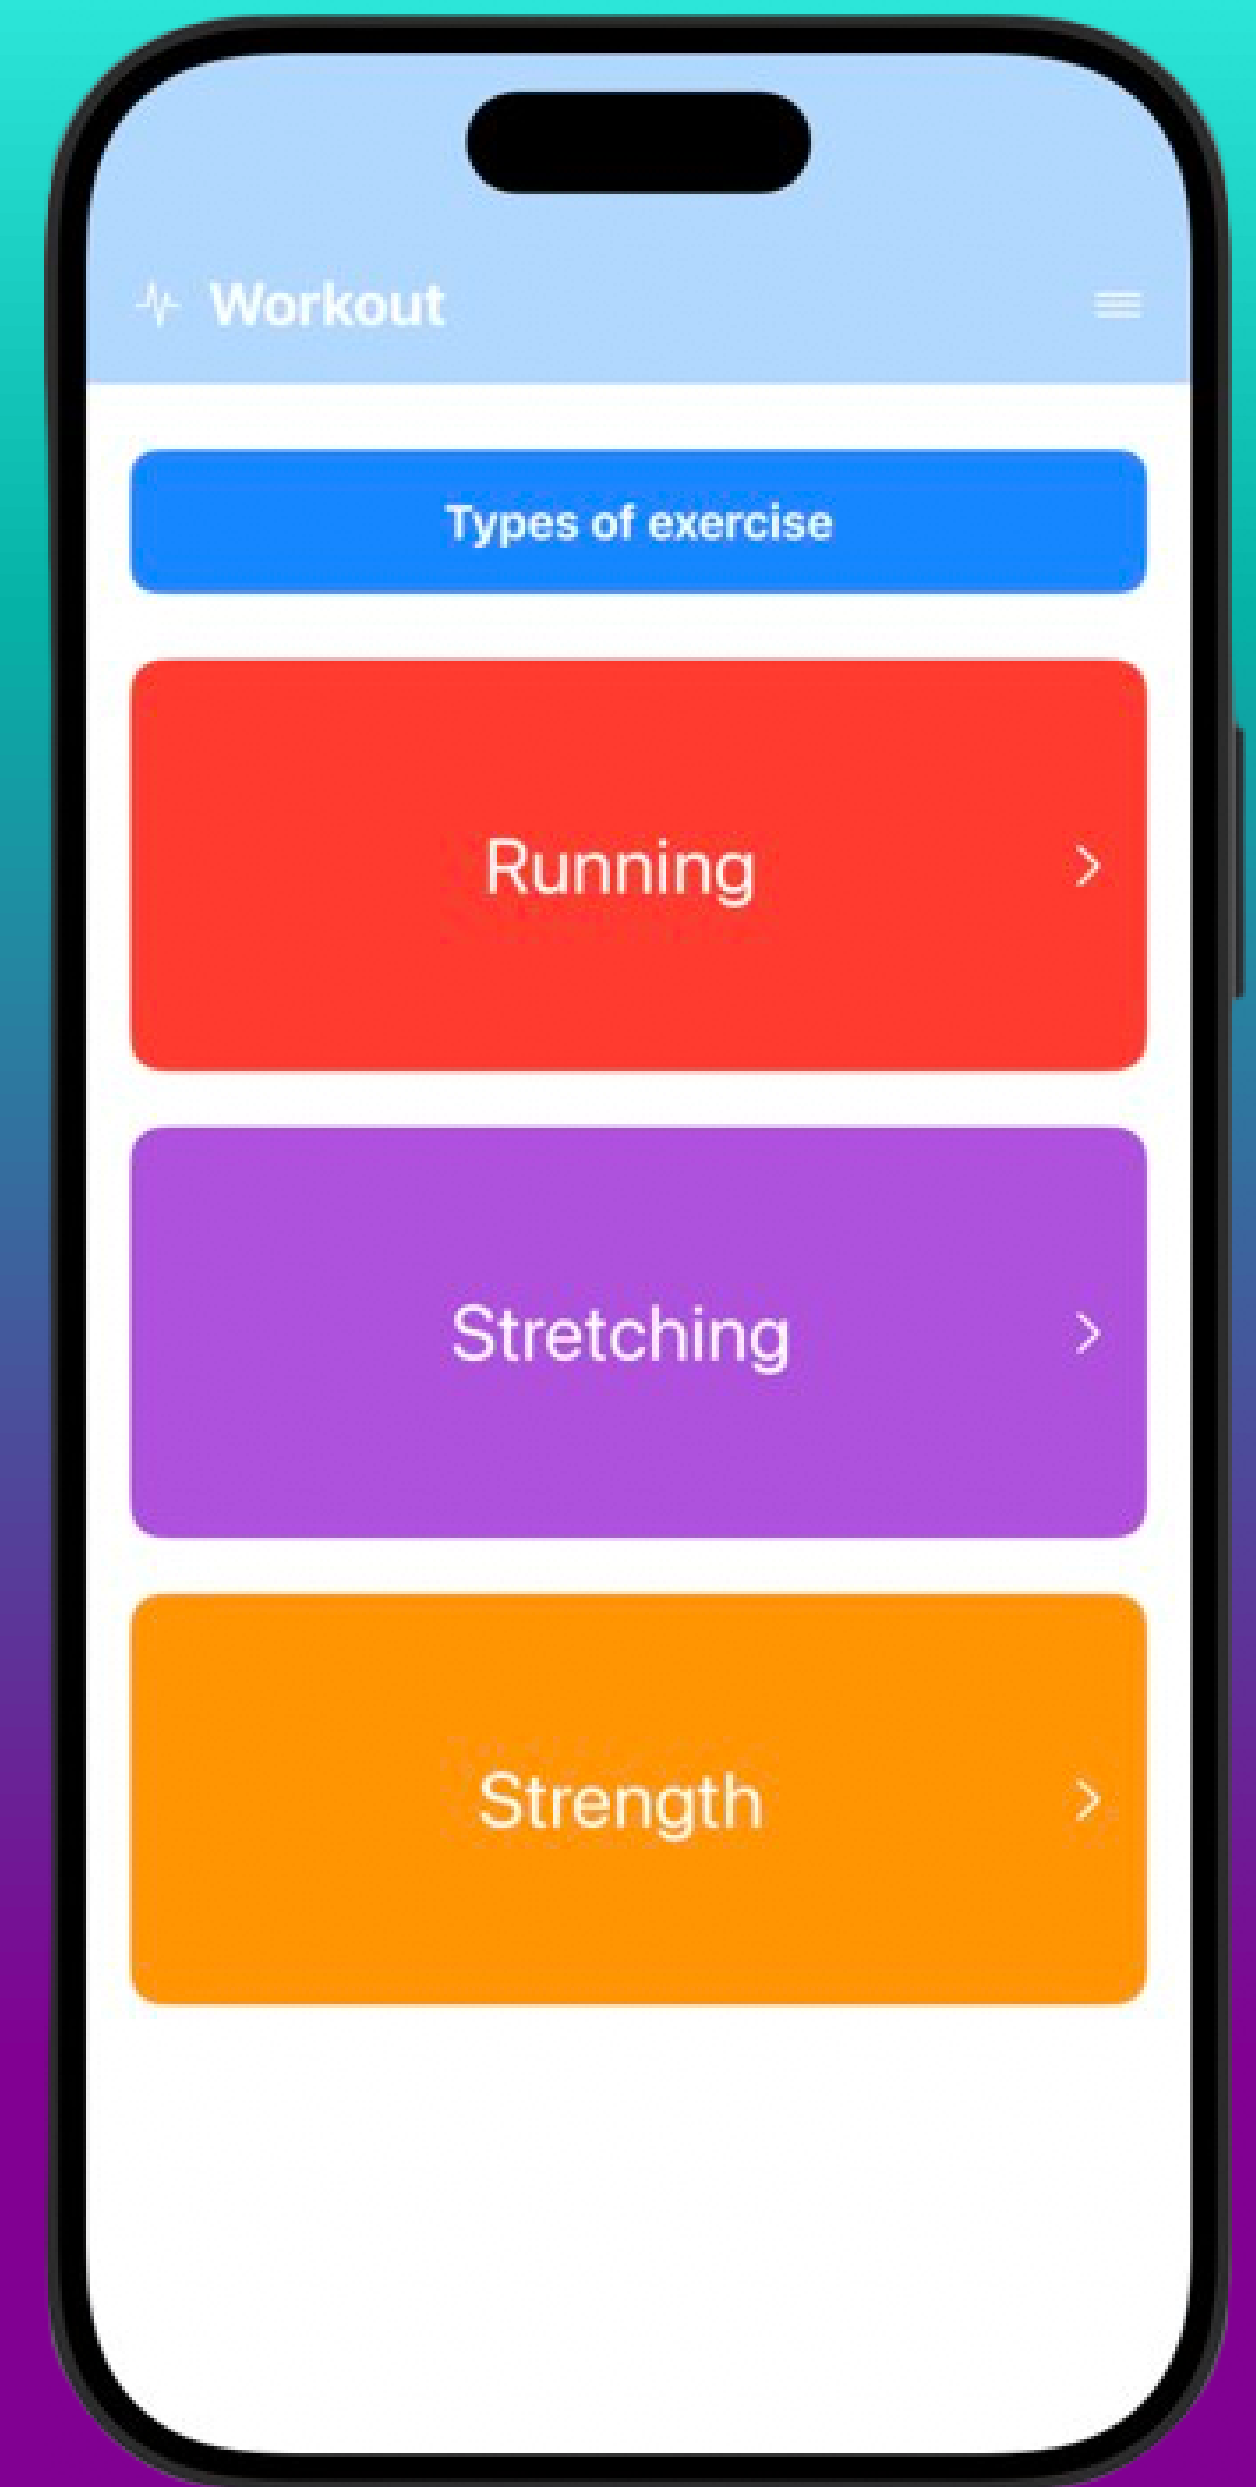 Workout
Types of exercise
Running
Stretching
Strength